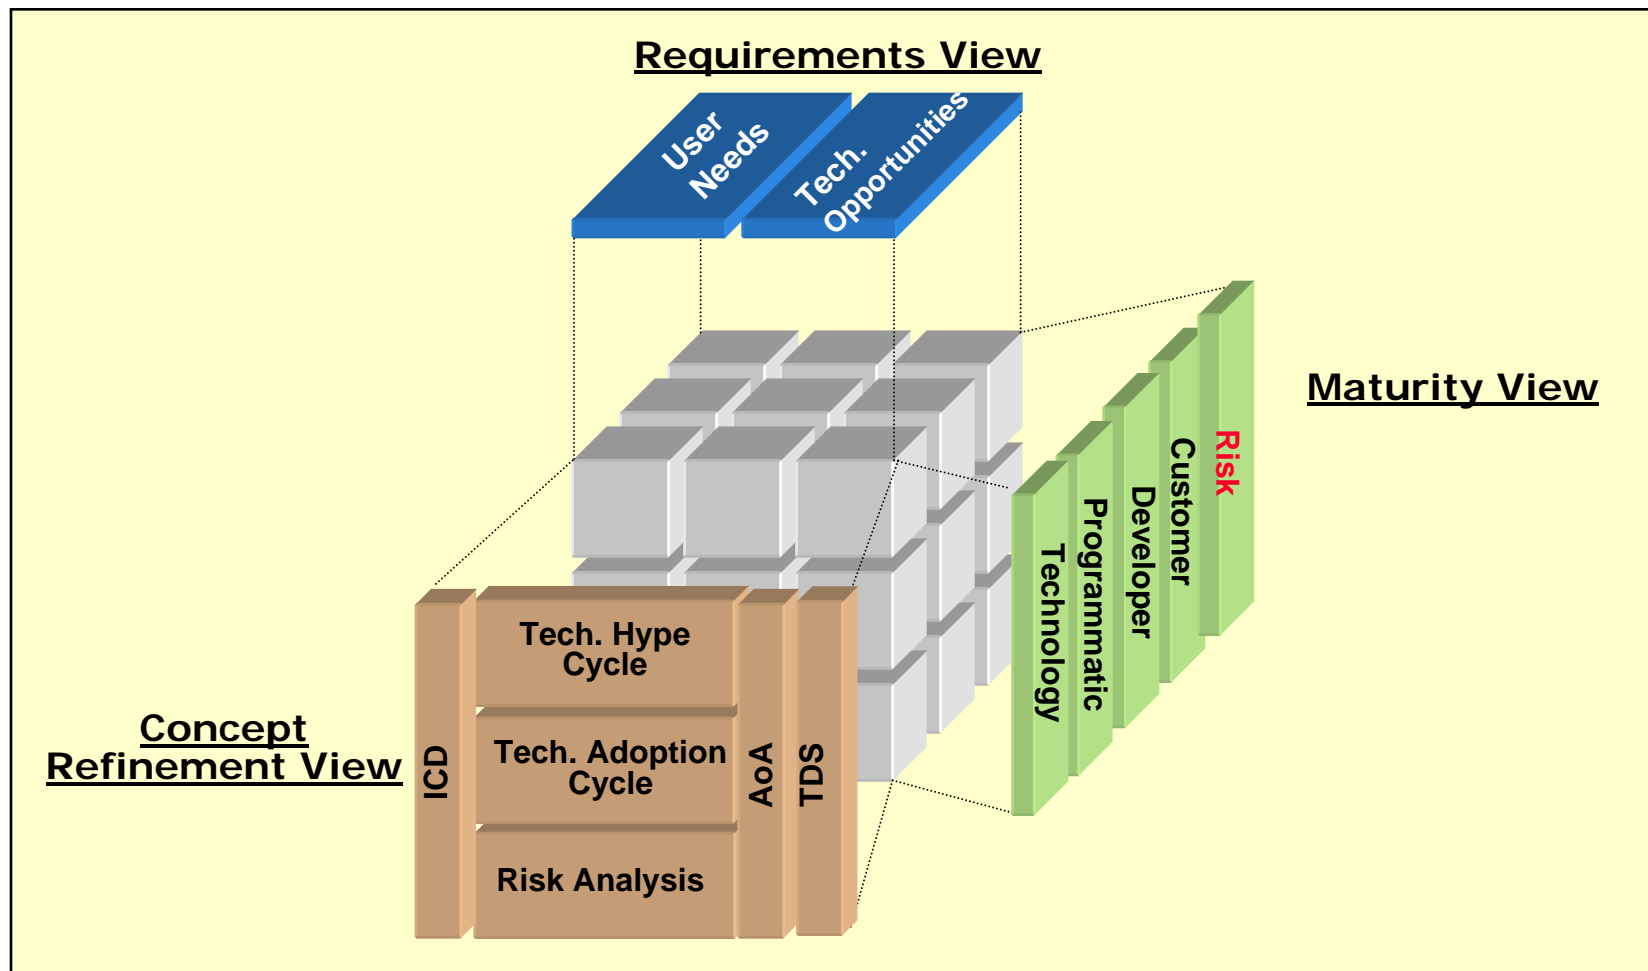 Requirements View
User
Needs
Tech.
Opportunities
Maturity View
Risk
Customer
Developer
Programmatic
Technology
Concept
Refinement View
ICD
Tech. Hype
Cycle
Tech. Adoption
Cycle
Risk Analysis
AoA
TDS